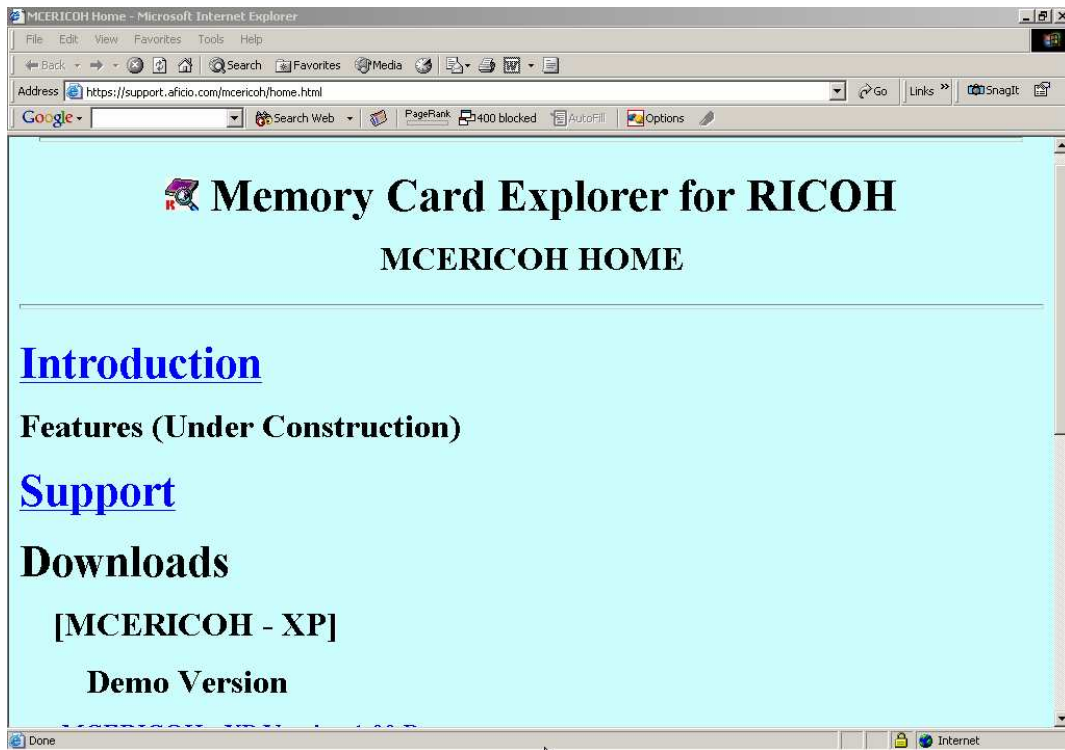 MCERICOH Home - Microsoft Internet Explorer
File Edit View Favorites Tools Help
Back Search Favorites Media
Address https://support.aficio.com/mcericoh/home.html Go Links » SnagIt
Google Search Web PageRank 400 blocked AutoFill Options
Memory Card Explorer for RICOH
MCERICOH HOME
Introduction
Features (Under Construction)
Support
Downloads
[MCERICOH - XP]
Demo Version
Done Internet